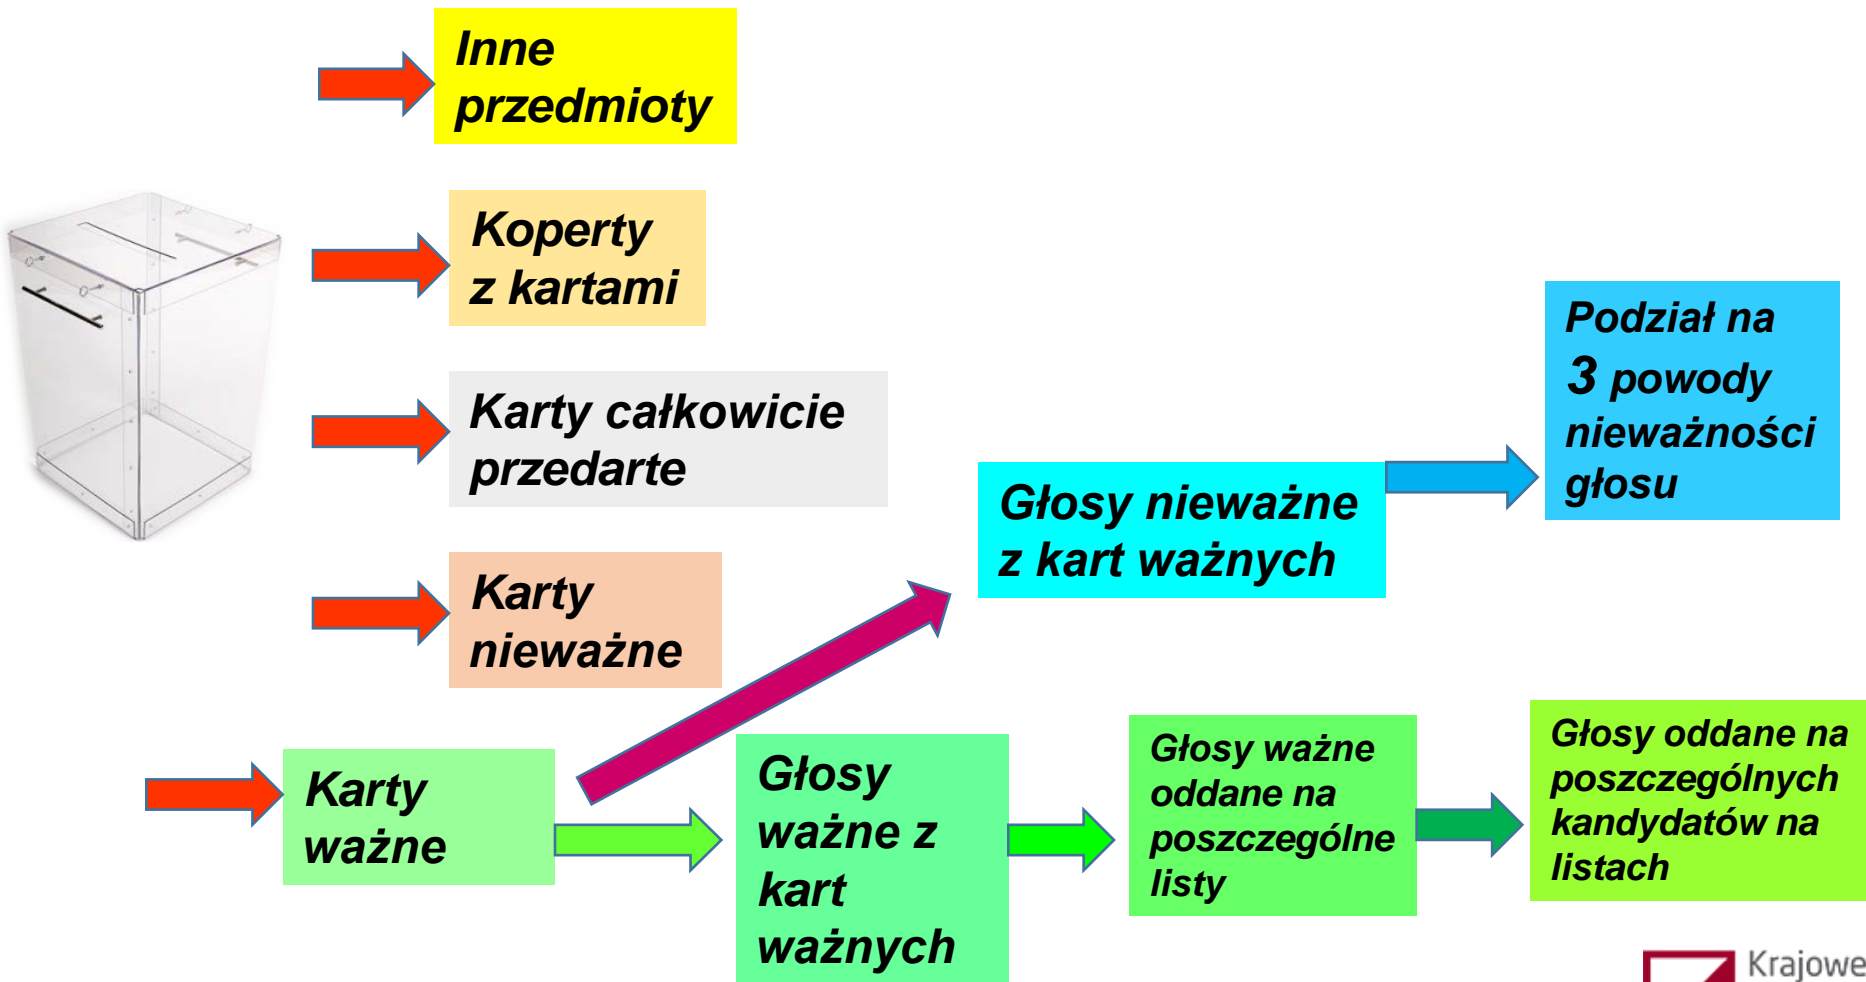 Inne
przedmioty
Koperty
z kartami
Karty całkowicie
przedarte
Karty
nieważne
Karty
ważne
Głosy nieważne
z kart ważnych
Podział na
3 powody
nieważności
głosu
Głosy
ważne z
kart
ważnych
Głosy ważne
oddane na
poszczególne
listy
Głosy oddane na
poszczególnych
kandydatów na
listach
Krajowe